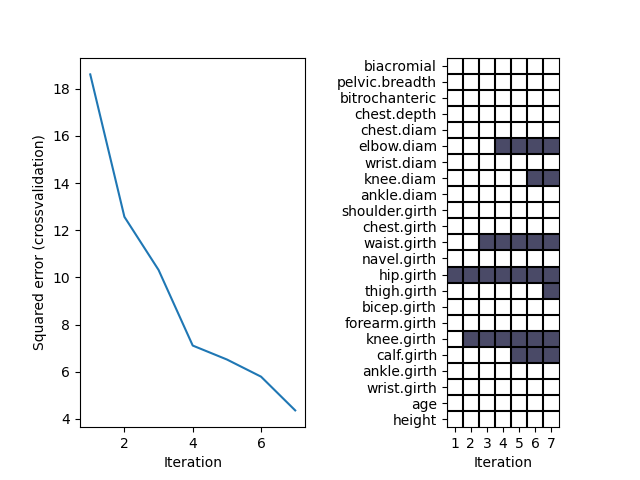 18
16
14
12
10
8
6
4
Squared error (crossvalidation)
2 4 6
Iteration
biacromial
pelvic.breadth
bitrochanteric
chest.depth
chest.diam
elbow.diam
wrist.diam
knee.diam
ankle.diam
shoulder.girth
chest.girth
waist.girth
navel.girth
hip.girth
thigh.girth
bicep.girth
forearm.girth
knee.girth
calf.girth
ankle.girth
wrist.girth
age
height
1 2 3 4 5 6 7
Iteration